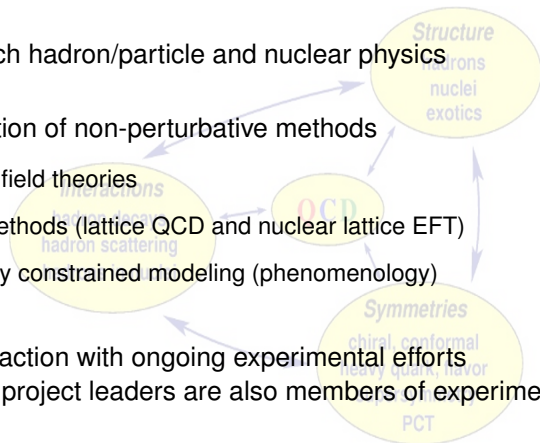 Structure
ch hadron/particle and nuclear physics
hadrons
nuclei
exotics
tion of non-perturbative methods
field theories
Interactions
QCD
hadron decays
ethods (lattice QCD and nuclear lattice EFT)
hadron scattering
y constrained modeling (phenomenology)
Symmetries
chiral, conformal
action with ongoing experimental efforts
heavy quark, flavor
project leaders are also members of experime
PCT